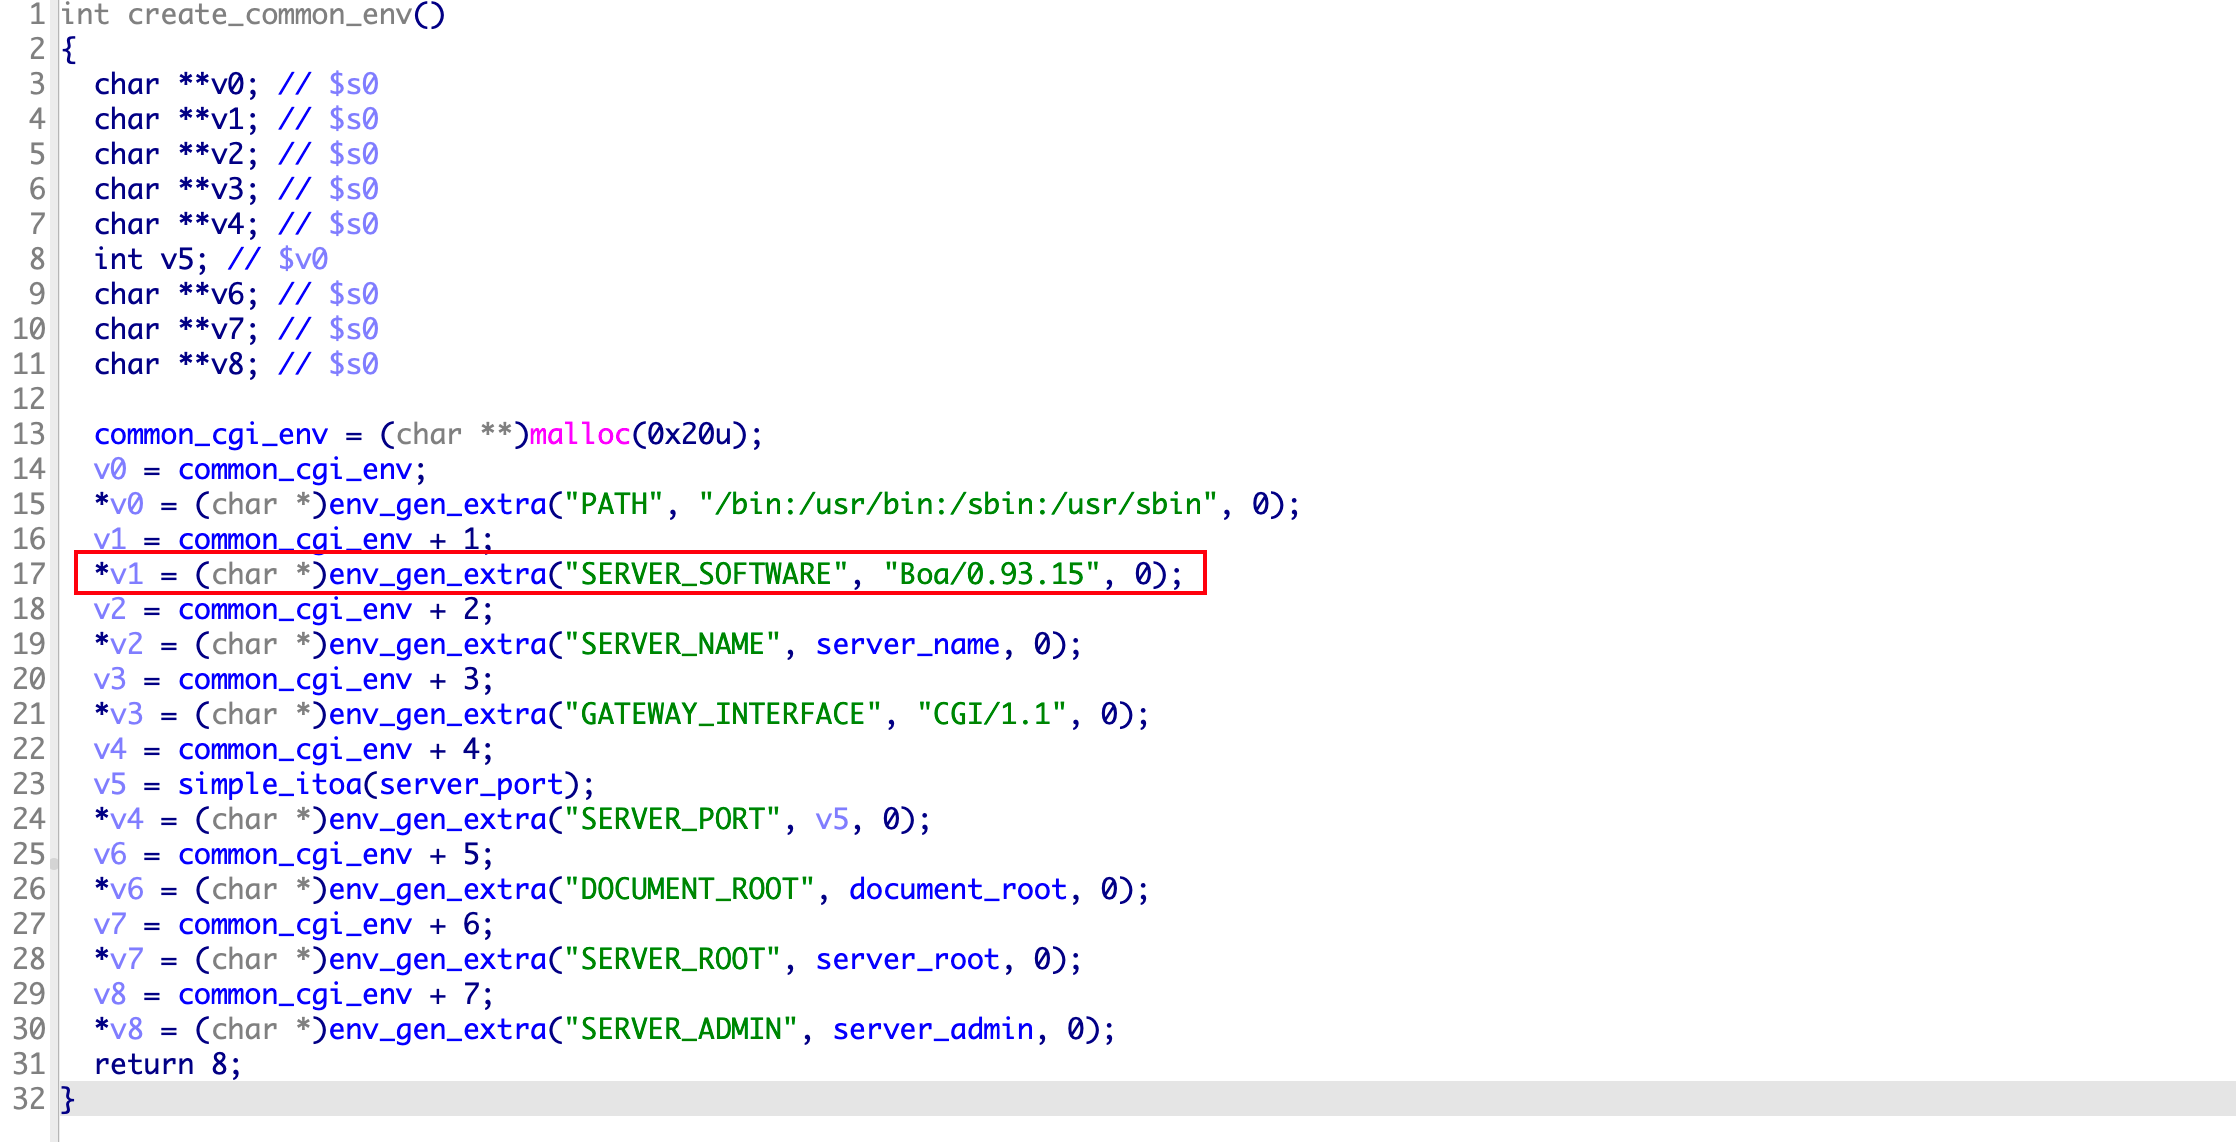 1 int create_common_env()
2 {
3   char **v0; // $s0
4   char **v1; // $s0
5   char **v2; // $s0
6   char **v3; // $s0
7   char **v4; // $s0
8   int v5; // $v0
9   char **v6; // $s0
10   char **v7; // $s0
11   char **v8; // $s0
12
13   common_cgi_env = (char **)malloc(0x20u);
14   v0 = common_cgi_env;
15   *v0 = (char *)env_gen_extra("PATH", "/bin:/usr/bin:/sbin:/usr/sbin", 0);
16   v1 = common_cgi_env + 1;
17   *v1 = (char *)env_gen_extra("SERVER_SOFTWARE", "Boa/0.93.15", 0);
18   v2 = common_cgi_env + 2;
19   *v2 = (char *)env_gen_extra("SERVER_NAME", server_name, 0);
20   v3 = common_cgi_env + 3;
21   *v3 = (char *)env_gen_extra("GATEWAY_INTERFACE", "CGI/1.1", 0);
22   v4 = common_cgi_env + 4;
23   v5 = simple_itoa(server_port);
24   *v4 = (char *)env_gen_extra("SERVER_PORT", v5, 0);
25   v6 = common_cgi_env + 5;
26   *v6 = (char *)env_gen_extra("DOCUMENT_ROOT", document_root, 0);
27   v7 = common_cgi_env + 6;
28   *v7 = (char *)env_gen_extra("SERVER_ROOT", server_root, 0);
29   v8 = common_cgi_env + 7;
30   *v8 = (char *)env_gen_extra("SERVER_ADMIN", server_admin, 0);
31   return 8;
32 }